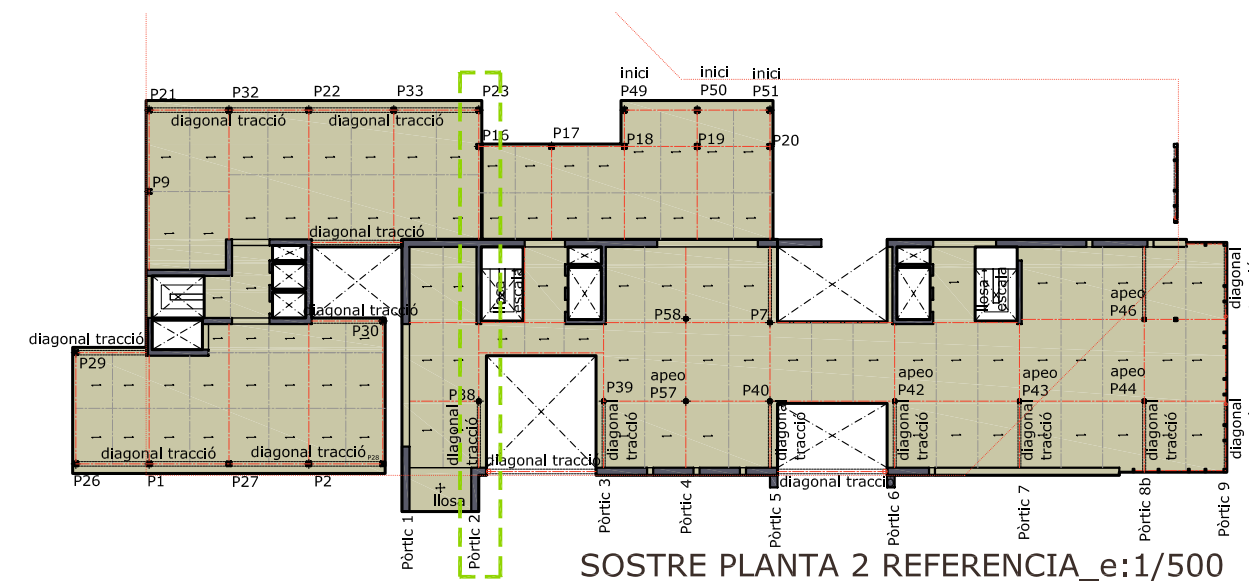 inici
inici
inici
P21
P32
P22
P33
P23
P49
P50
P51
diagonal tracció
diagonal tracció
P16
P17
P18
P19
P20
P9
diagonal tracció
escala
llosa
escala
diagonal
apeo
P46
diagonal tracció
P58
P7
P30
diagonal tracció
P29
P38
P39
apeo
P57
P40
apeo
P42
apeo
P43
apeo
P44
diagonal tracció
diagonal tracció
diagonal tracció
diagonal tracció
diagonal tracció
diagonal
diagonal tracció
diagonal tracció
P28
diagonal tracció
diagonal tracció
P26
P1
P27
P2
llosa
Pòrtic 1
Pòrtic 2
Pòrtic 3
Pòrtic 4
Pòrtic 5
Pòrtic 6
Pòrtic 7
Pòrtic 8b
Pòrtic 9
SOSTRE PLANTA 2 REFERENCIA_e:1/500